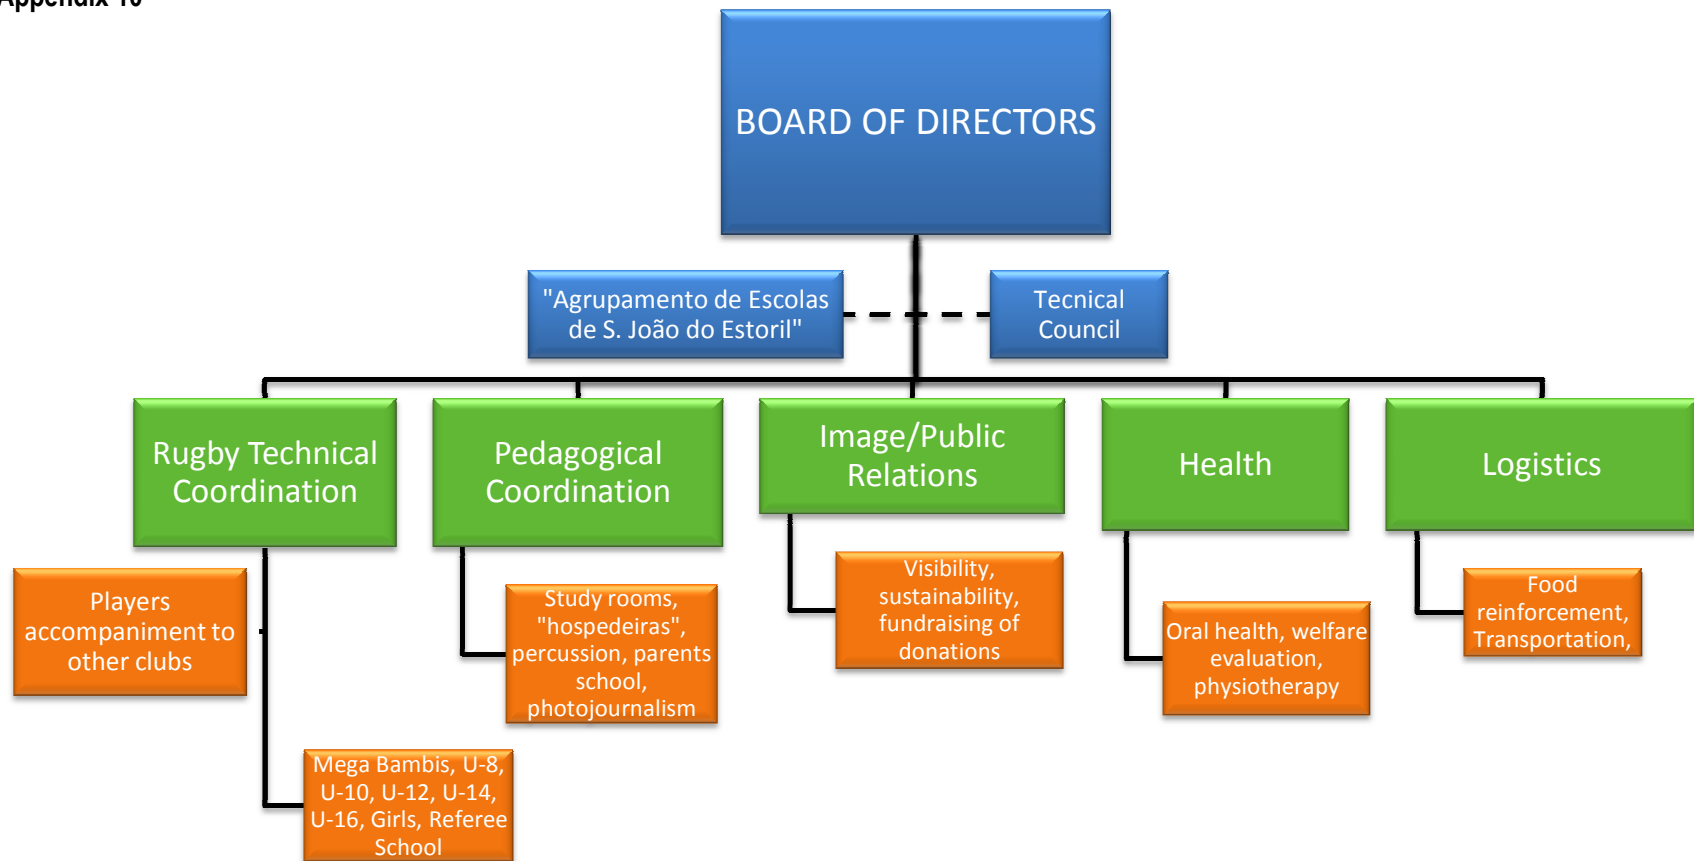 Appendix 10
BOARD OF DIRECTORS
"Agrupamento de Escolas
de S. João do Estoril"
Tecnical
Council
Rugby Technical
Coordination
Pedagogical
Coordination
Image/Public
Relations
Health
Logistics
Players
accompaniment to
other clubs
Study rooms,
"hospedeiras",
percussion, parents
school,
photojournalism
Visibility,
sustainability,
fundraising of
donations
Oral health, welfare
evaluation,
physiotherapy
Food
reinforcement,
Transportation,
Mega Bambis, U-8,
U-10, U-12, U-14,
U-16, Girls, Referee
School